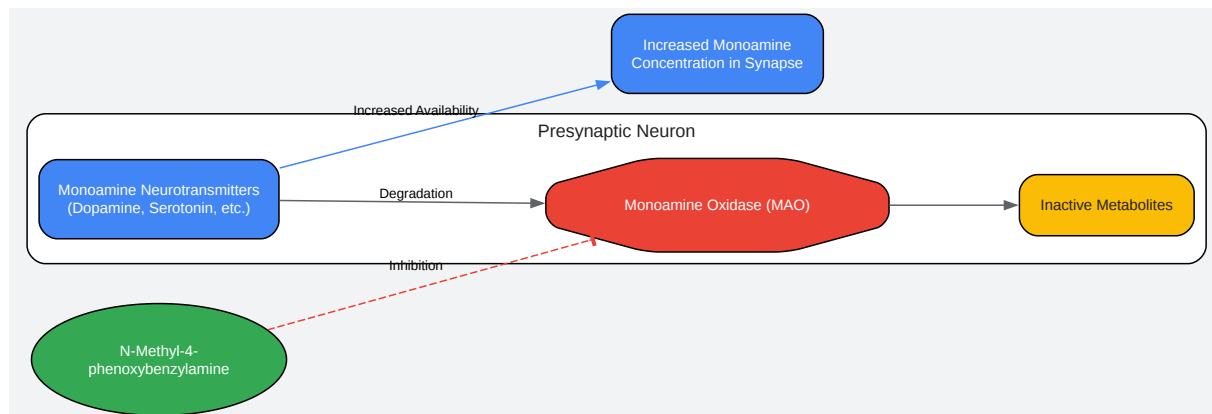 Increased Monoamine
Concentration in Synapse
Increased Availability
Presynaptic Neuron
Monoamine Neurotransmitters
(Dopamine, Serotonin, etc.)
Degradation
Monoamine Oxidase (MAO)
Inactive Metabolites
Inhibition
N-Methyl-4-
phenoxybenzylamine